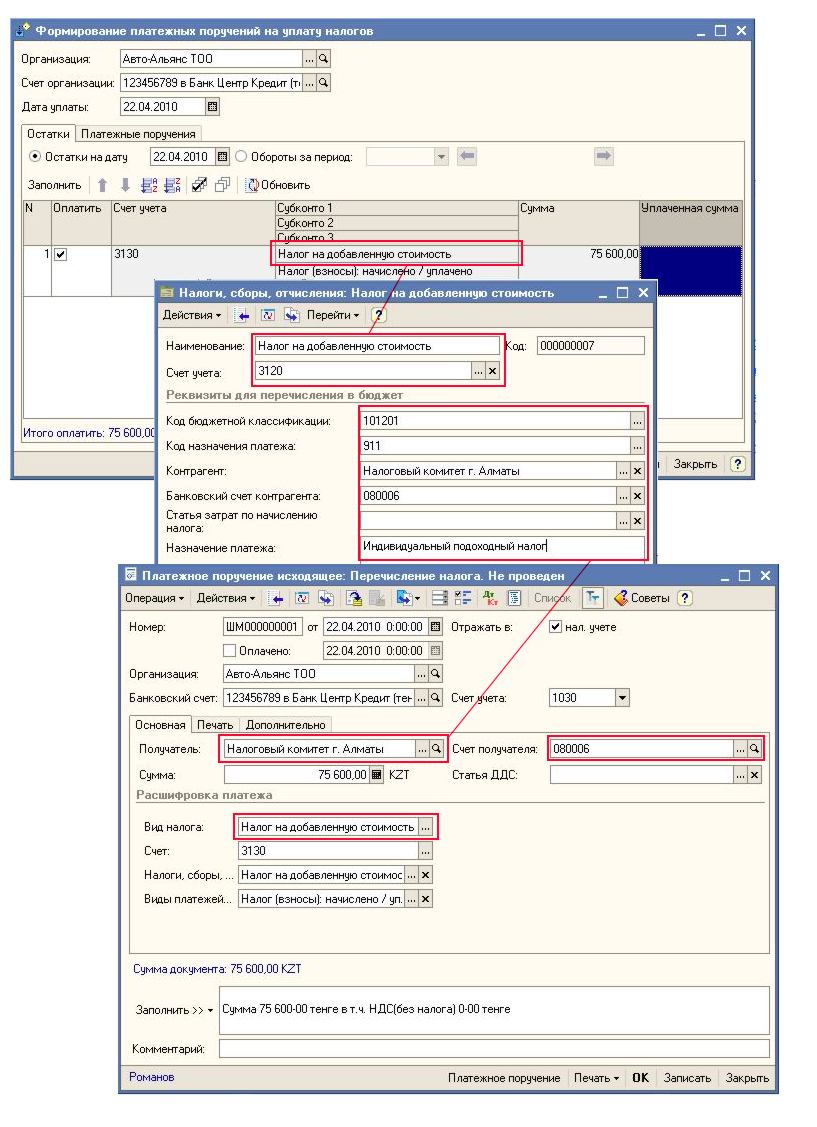 Формирование платежных поручений на уплату налогов
Организация: Авто-Альянс ТОО
Счет организации: 123456789 в Банк Центр Кредит (т
Дата уплаты: 22.04.2010
Остатки Платежные поручения
Остатки на дату 22.04.2010 Обороты за период:
Заполнить Обновить
N Оплатить Счет учета Субконто 1 Сумма Уплаченная сумма
Субконто 2
Субконто 3
1 3130 Налог на добавленную стоимость 75 600,00
Налог (взносы): начислено / уплачено
Итого оплатить: 75 600,00
Закрыть ?
Налоги, сборы, отчисления: Налог на добавленную стоимость
Действия Перейти ?
Наименование: Налог на добавленную стоимость Код: 000000007
Счет учета: 3120
Реквизиты для перечисления в бюджет
Код бюджетной классификации: 101201
Код назначения платежа: 911
Контрагент: Налоговый комитет г. Алматы
Банковский счет контрагента: 080006
Статья затрат по начислению
налога:
Назначение платежа: Индивидуальный подоходный налог
Платежное поручение исходящее: Перечисление налога. Не проведен
Операция Действия Дт Кт Список Тт Советы ?
Номер: ШМ000000001 от 22.04.2010 0:00:00 Отражать в: нал. учете
Оплачено: 22.04.2010 0:00:00
Организация: Авто-Альянс ТОО
Банковский счет: 123456789 в Банк Центр Кредит (тен Счет учета: 1030
Основная Печать Дополнительно
Получатель: Налоговый комитет г. Алматы Счет получателя: 080006
Сумма: 75 600,00 KZT Статья ДДС:
Расшифровка платежа
Вид налога: Налог на добавленную стоимость ...
Счет: 3130 ...
Налоги, сборы, ... Налог на добавленную стоимос ...
Виды платежей... Налог (взносы): начислено / уп. ...
Сумма документа: 75 600,00 KZT
Заполнить >> Сумма 75 600-00 тенге в т.ч. НДС(без налога) 0-00 тенге
Комментарий:
Романов Платежное поручение Печать OK Записать Закрыть